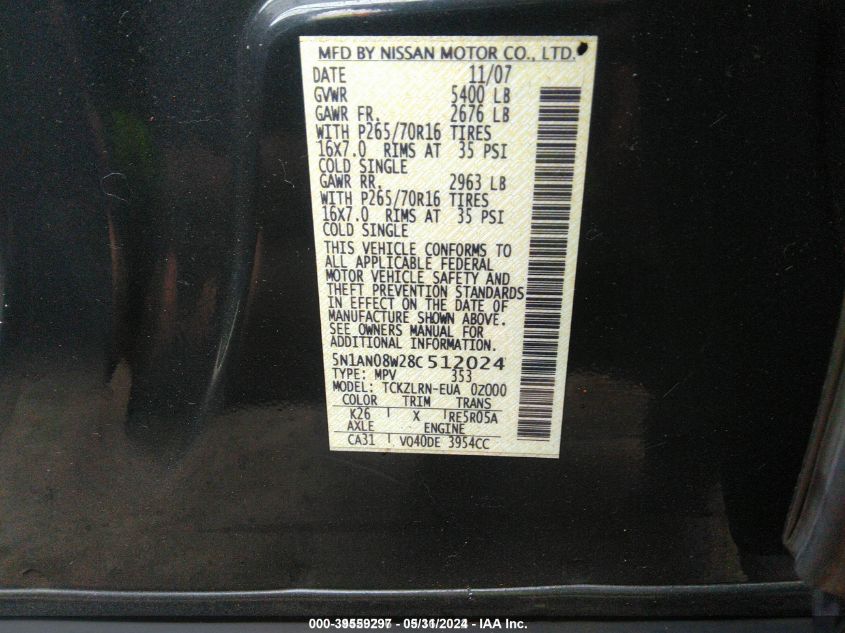 MFD BY NISSAN MOTOR CO., LTD.
DATE 11/07
GVWR 5400 LB
GAWR FR. 2676 LB
WITH P265/70R16 TIRES
16X7.0 RIMS AT 35 PSI
COLD SINGLE
GAWR RR. 2963 LB
WITH P265/70R16 TIRES
16X7.0 RIMS AT 35 PSI
COLD SINGLE
THIS VEHICLE CONFORMS TO
ALL APPLICABLE FEDERAL
MOTOR VEHICLE SAFETY AND
THEFT PREVENTION STANDARDS
IN EFFECT ON THE DATE OF
MANUFACTURE SHOWN ABOVE.
SEE OWNERS MANUAL FOR
ADDITIONAL INFORMATION.
5N1AN08W28C512024
TYPE: MPV 353
MODEL: TCKZLRN-EUA 0Z000
COLOR TRIM TRANS
K26 X RE5R05A
AXLE ENGINE
CA31 VQ40DE 3954CC
000-39559297 - 05/31/2024 - IAA Inc.